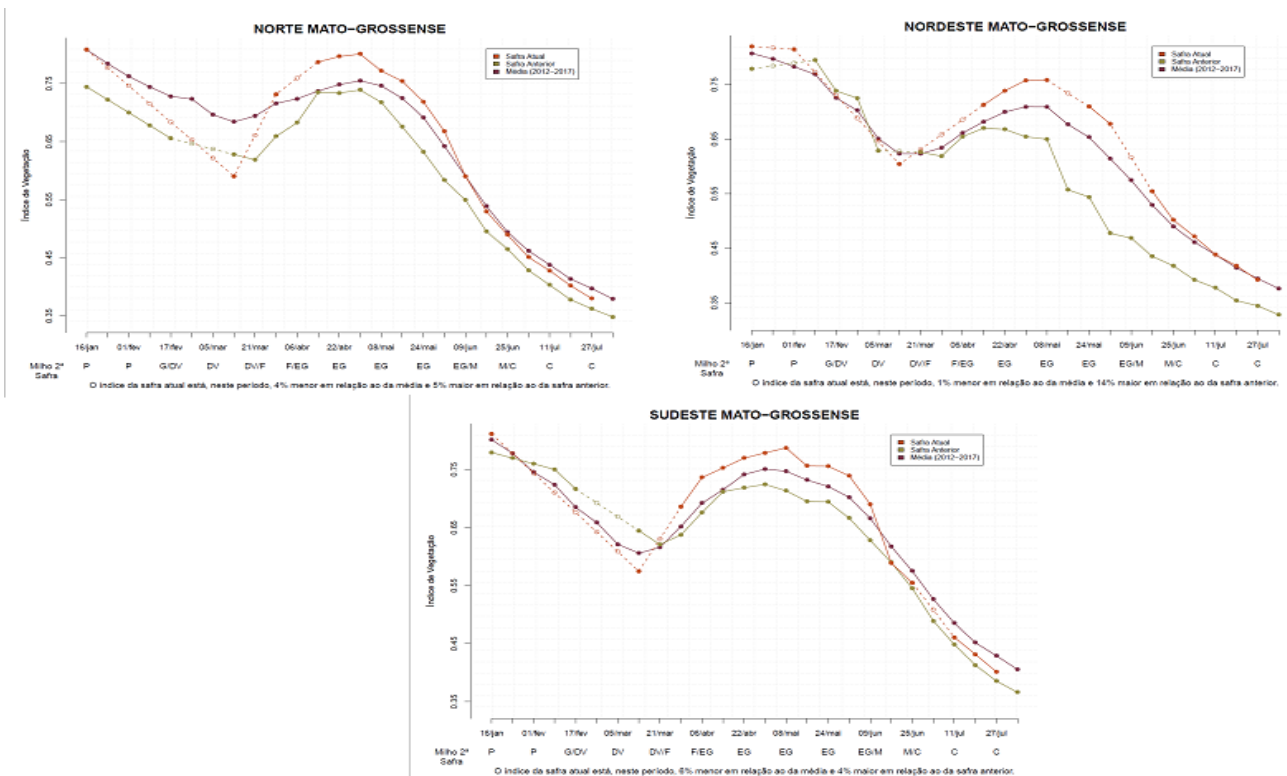 NORTE MATO-GROSSENSE
Safra Atual
Safra Anterior
Média (2012-2017)
Índice de Vegetação
0.75
0.65
0.55
0.45
0.35
16/jan 01/fev 17/fev 05/mar 21/mar 06/abr 22/abr 08/mai 24/mai 09/jun 25/jun 11/jul 27/jul
Milho 2ª P P G/DV DV DV/F F/EG EG EG EG EG/M M/C C C
Safra
O índice da safra atual está, neste período, 4% menor em relação ao da média e 5% maior em relação ao da safra anterior.
NORDESTE MATO-GROSSENSE
Safra Atual
Safra Anterior
Média (2012-2017)
Índice de Vegetação
0.75
0.65
0.55
0.45
0.35
16/jan 01/fev 17/fev 05/mar 21/mar 06/abr 22/abr 08/mai 24/mai 09/jun 25/jun 11/jul 27/jul
Milho 2ª P P G/DV DV DV/F F/EG EG EG EG EG/M M/C C C
Safra
O índice da safra atual está, neste período, 1% menor em relação ao da média e 14% maior em relação ao da safra anterior.
SUDESTE MATO-GROSSENSE
Safra Atual
Safra Anterior
Média (2012-2017)
Índice de Vegetação
0.75
0.65
0.55
0.45
0.35
16/jan 01/fev 17/fev 05/mar 21/mar 06/abr 22/abr 08/mai 24/mai 09/jun 25/jun 11/jul 27/jul
Milho 2ª P P G/DV DV DV/F F/EG EG EG EG EG/M M/C C C
Safra
O índice da safra atual está, neste período, 6% menor em relação ao da média e 4% maior em relação ao da safra anterior.